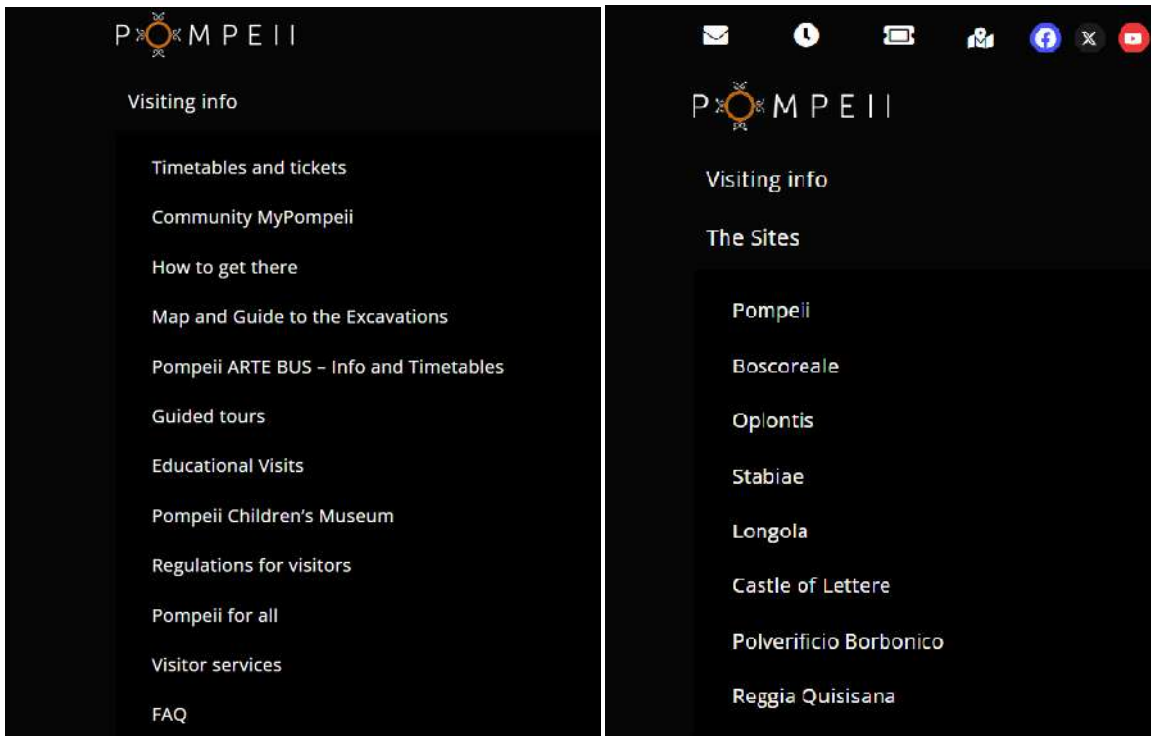 POMPEII
Visiting info
Timetables and tickets
Community MyPompeii
How to get there
Map and Guide to the Excavations
Pompeii ARTE BUS – Info and Timetables
Guided tours
Educational Visits
Pompeii Children’s Museum
Regulations for visitors
Pompeii for all
Visitor services
FAQ
POMPEII
Visiting info
The Sites
Pompeii
Boscoreale
Oplontis
Stabiae
Longola
Castle of Lettere
Polverificio Borbonico
Reggia Quisisana